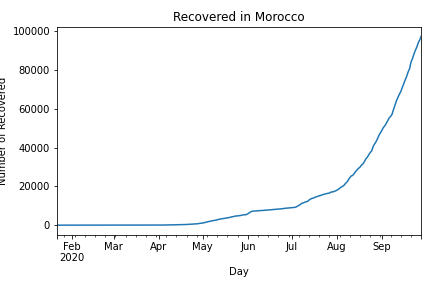 Recovered in Morocco
Number of Recovered
100000
80000
60000
40000
20000
0
Feb Mar Apr May Jun Jul Aug Sep
2020
Day